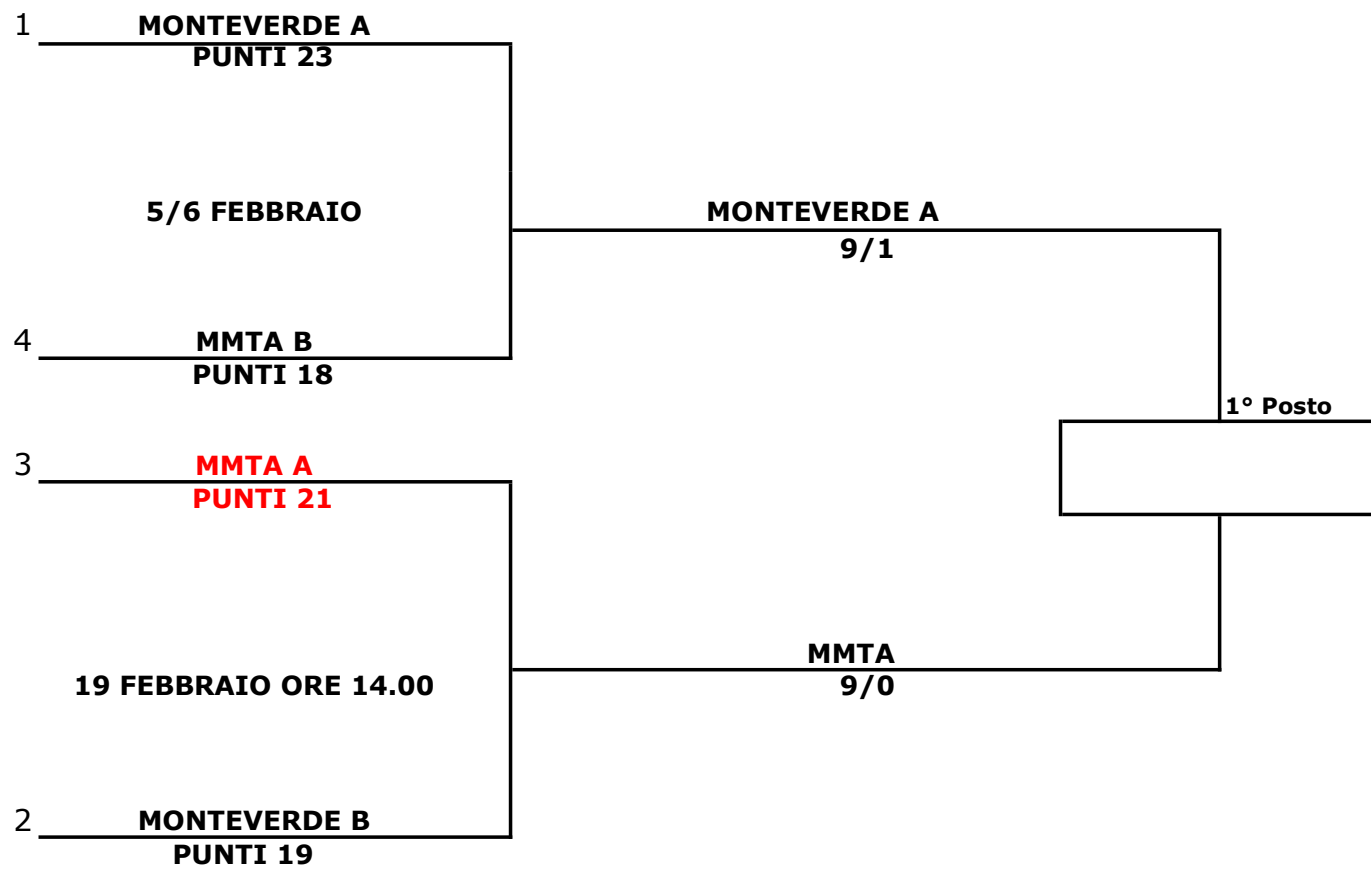 1 MONTEVERDE A
PUNTI 23
5/6 FEBBRAIO
4 MMTA B
PUNTI 18
3 MMTA A
PUNTI 21
19 FEBBRAIO ORE 14.00
2 MONTEVERDE B
PUNTI 19
MONTEVERDE A
9/1
MMTA
9/0
1° Posto